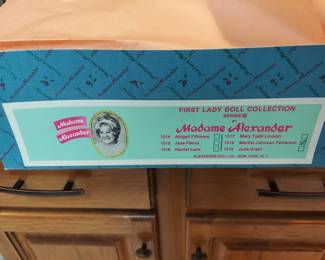 FIRST LADY DOLL COLLECTION
SERIES III
BY
Madame Alexander
Madame
Alexander
1514 Abigail Fillmore
1517 Mary Todd Lincoln
1515 Jane Pierce
1518 Martha Johnson Patterson
1516 Harriet Lane
1519 Julia Grant
ALEXANDER DOLL CO., NEW YORK, N.Y.